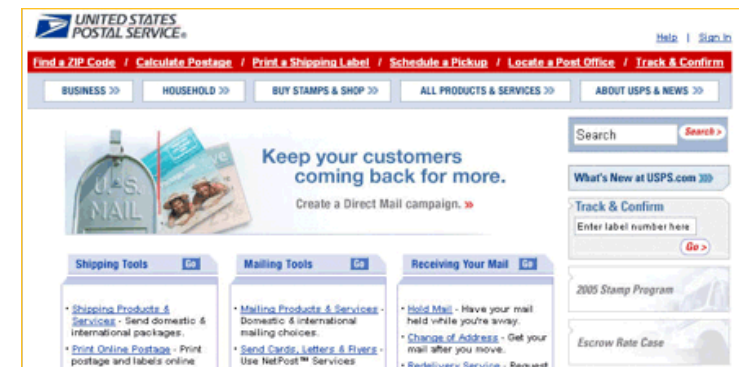 UNITED STATES
POSTAL SERVICE®
Help | Sign In
Find a ZIP Code / Calculate Postage / Print a Shipping Label / Schedule a Pickup / Locate a Post Office / Track & Confirm
BUSINESS >> HOUSEHOLD >> BUY STAMPS & SHOP >> ALL PRODUCTS & SERVICES >> ABOUT USPS & NEWS >>
Search Search >
U.S.
MAIL
live
Keep your customers
coming back for more.
Create a Direct Mail campaign. »
What's New at USPS.com >>>
Track & Confirm
Enter label number here
Go >
2005 Stamp Program
Escrow Rate Case
Shipping Tools Go
• Shipping Products &
Services - Send domestic &
international packages.
• Print Online Postage - Print
postage and labels online
Mailing Tools Go
• Mailing Products & Services -
Domestic & international
mailing choices.
• Send Cards, Letters & Flyers -
Use NetPost™ Services
Receiving Your Mail Go
• Hold Mail - Have your mail
held while you're away.
• Change of Address - Get your
mail after you move.
• Redelivery Service - Request